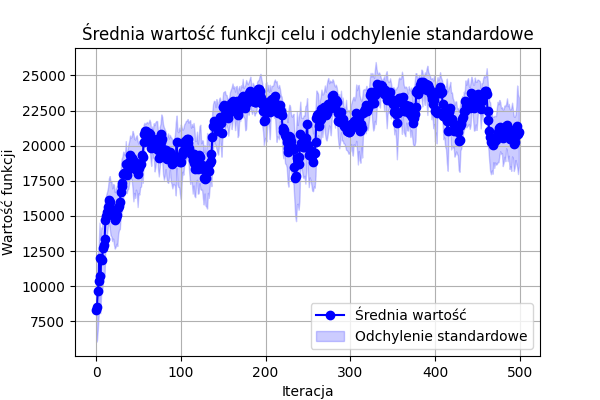 Średnia wartość funkcji celu i odchylenie standardowe
Wartość funkcji
25000
22500
20000
17500
15000
12500
10000
7500
0 100 200 300 400 500
Iteracja
Średnia wartość
Odchylenie standardowe